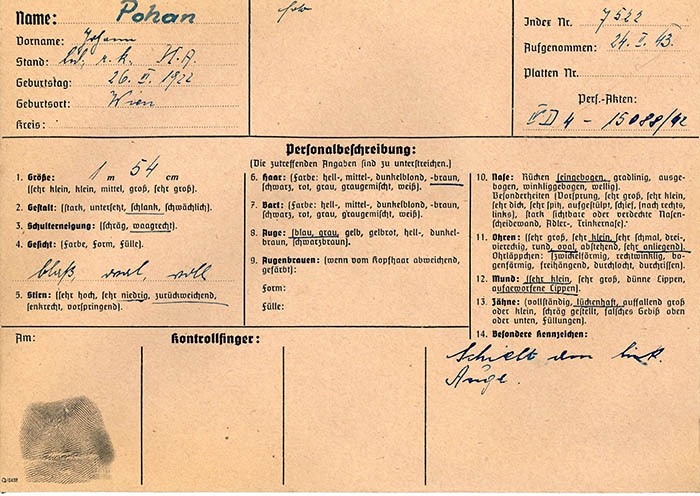 Name: Pohan
Vorname: Johann
Stand: led, r. k. H.A.
Geburtstag: 26. II. 1922
Geburtsort: Wien
Kreis:
Index Nr. 7522
Aufgenommen: 24. I. 43.
Platten Nr.
Pers.-Akten:
IV D 4 - 15088/42
Personalbeschreibung:
(Die zutreffenden Angaben sind zu unterstreichen.)
1. Größe: 1 m 54 cm
(sehr klein, klein, mittel, groß, sehr groß).
2. Gestalt: (stark, untersetzt, schlank, schwächlich).
3. Schulterneigung: (schräg, waagrecht).
4. Gesicht: (Farbe, Form, Fülle).
blaß, oval, voll
5. Stirn: (sehr hoch, sehr niedrig, zurückweichend,
senkrecht, vorspringend).
6. Haar: (Farbe: hell-, mittel-, dunkelblond, -braun,
schwarz, rot, grau, graugemischt, weiß).
7. Bart: (Farbe: hell-, mittel-, dunkelblond, -braun,
schwarz, rot, grau, graugemischt, weiß).
8. Auge: (blau, grau, gelb, gelbrot, hell-, dunkel-
braun, schwarzbraun).
9. Augenbrauen: (wenn vom Kopfhaar abweichend,
gefärbt):
Form:
Fülle:
10. Nase: Rücken (eingebogen, gradlinig, ausge-
bogen, winkliggebogen, wellig).
Besonderheiten (Vorsprung, sehr groß, sehr klein,
sehr dick, sehr spitz, aufgestülpt, schief, (nach rechts,
links), stark sichtbare oder verdeckte Nasen-
scheidewand, Adler-, Trinkernase).
11. Ohren: (sehr groß, sehr klein, sehr schmal, drei-
viereckig, rund, oval, abstehend, sehr anliegend)
Ohrläppchen: (zwickelförmig, rechtwinklig, bo-
genförmig, freihängend, durchlocht, durchrissen).
12. Mund: (sehr klein, sehr groß, dünne Lippen,
aufgeworfene Lippen).
13. Zähne: (vollständig, lückenhaft, auffallend groß
oder klein, schräg gestellt, falsches Gebiß oben
oder unten, Füllungen).
14. Besondere Kennzeichen:
Schielt am link.
Auge.
Am:
Kontrollfinger: